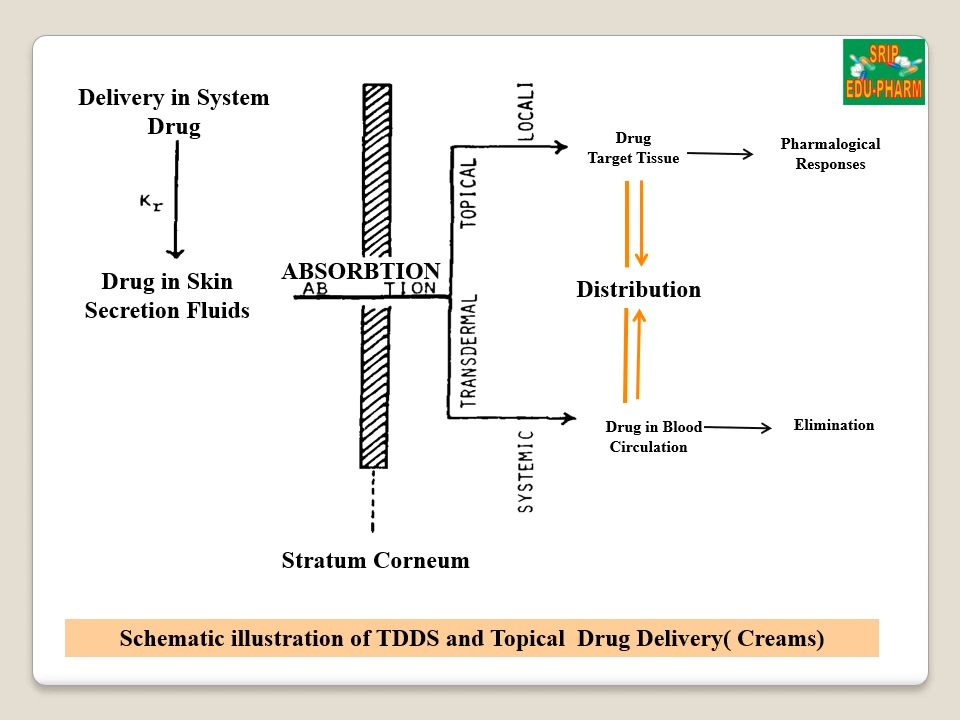 SRIP
EDU-PHARM
Delivery in System
Drug
Kr
Drug in Skin
Secretion Fluids
ABSORBTION
AB TION
TOPICAL
LOCALI
TRANSDERMAL
SYSTEMIC
Drug
Target Tissue
Pharmalogical
Responses
Distribution
Drug in Blood
Circulation
Elimination
Stratum Corneum
Schematic illustration of TDDS and Topical Drug Delivery( Creams)